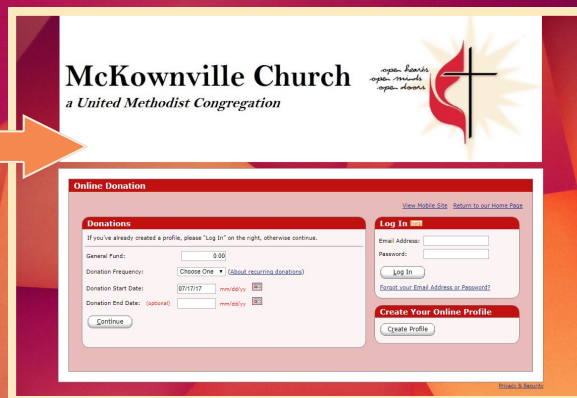 McKownville Church
a United Methodist Congregation
open hearts
open minds
open doors
Online Donation
View Mobile Site Return to our Home Page
Donations
If you've already created a profile, please "Log In" on the right, otherwise continue.
General Fund: 0.00
Donation Frequency: Choose One (About recurring donations)
Donation Start Date: 07/17/17 mm/dd/yy
Donation End Date: (optional) mm/dd/yy
Continue
Log In
Email Address:
Password:
Log In
Forgot your Email Address or Password?
Create Your Online Profile
Create Profile
Privacy & Security